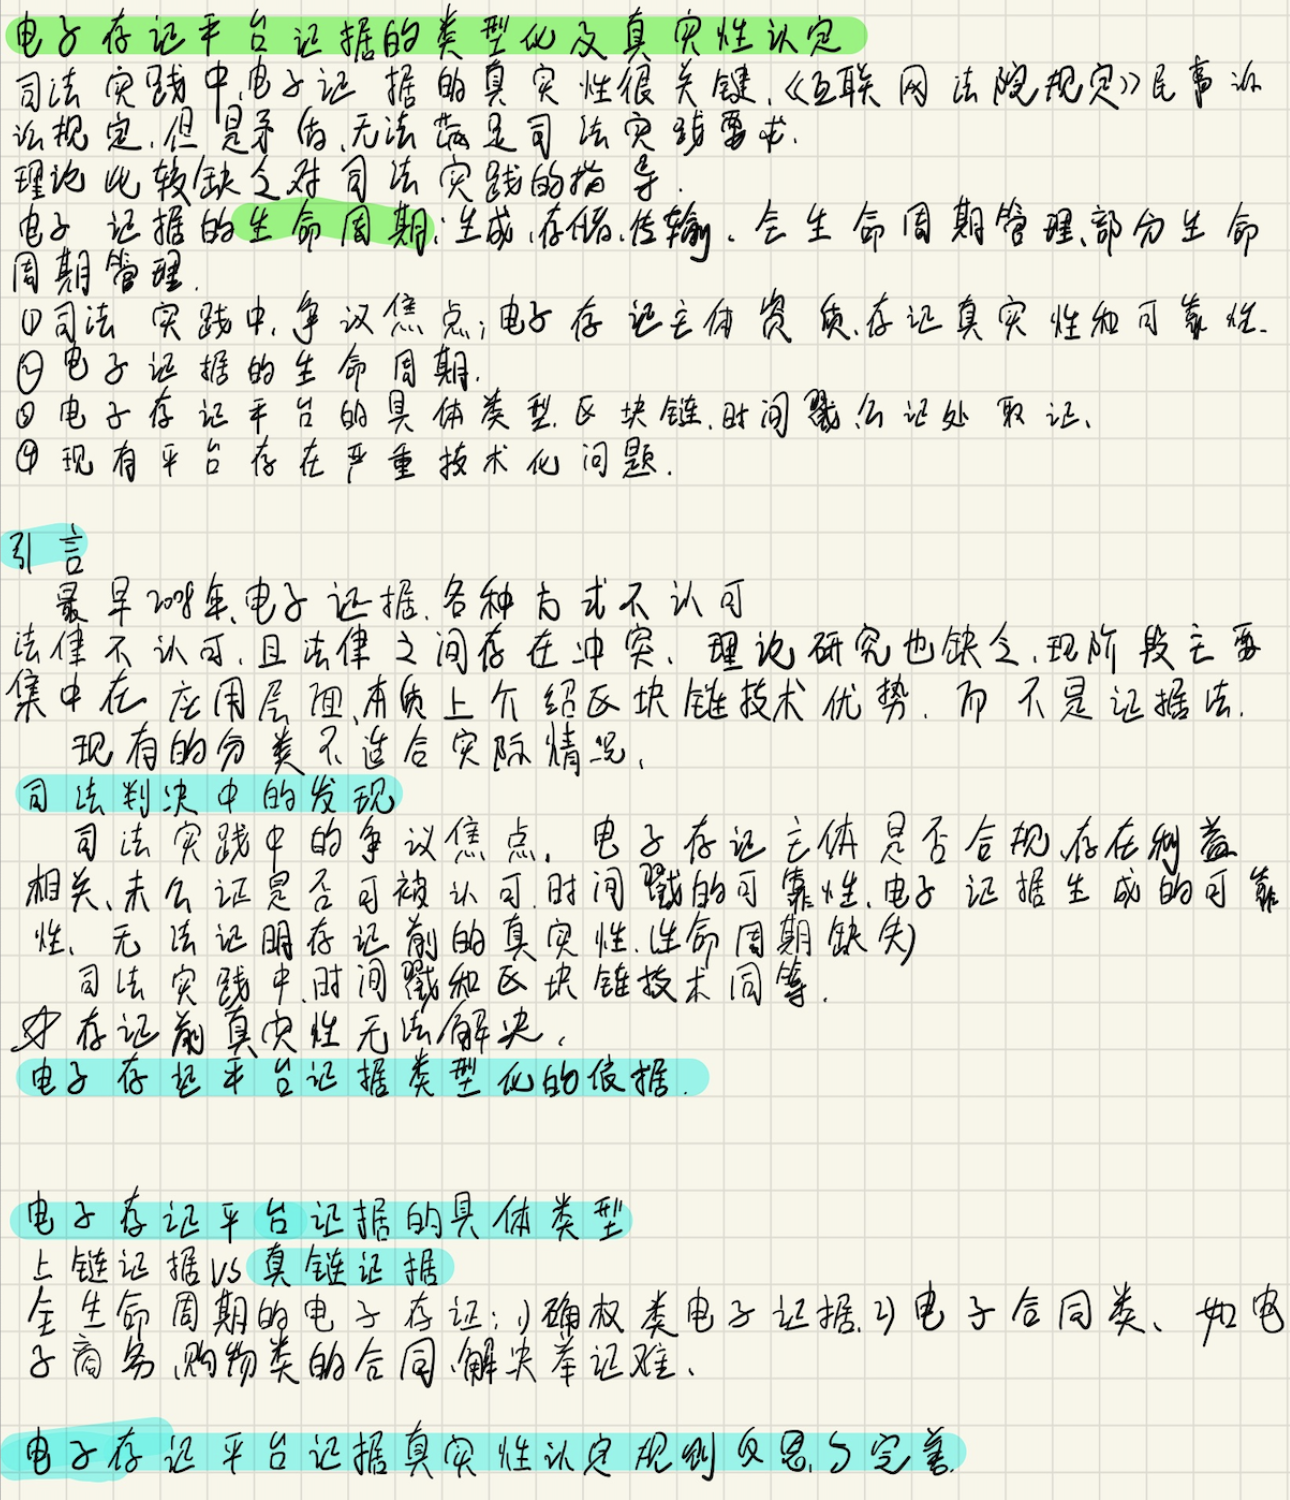 电子存证平台证据的类型化及真实性认定
司法实践中,电子证据的真实性很关键,《互联网法院规定》民事诉
讼规定,但是矛盾,无法满足司法实践要求.
理论比较缺乏对司法实践的指导.
电子证据的生命周期:生成、存储、传输、全生命周期管理、部分生命
周期管理.
①司法实践中,争议焦点;电子存证主体资质、存证真实性和可靠性.
②电子证据的生命周期.
③电子存证平台的具体类型.区块链、时间戳、公证处取证、
④现有平台存在严重技术化问题.
引言
最早2008年、电子证据、各种方式不认可
法律不认可,且法律之间存在冲突、理论研究也缺乏,现阶段主要
集中在应用层面、本质上介绍区块链技术优势、而不是证据法.
现有的分类不适合实际情况、
司法判决中的发现
司法实践中的争议焦点、电子存证主体是否合规、存在利益
相关、未公证是否可被认可、时间戳的可靠性、电子证据生成的可靠
性、无法证明存证前的真实性.(生命周期缺失)
司法实践中,时间戳和区块链技术同等.
存证前真实性无法解决、
电子存证平台证据类型化的依据.
电子存证平台证据的具体类型
上链证据VS真链证据
全生命周期的电子存证:1)确权类电子证据.2)电子合同类、如电
子商务、购物类的合同、解决举证难、
电子存证平台证据真实性认定规则反思与完善.